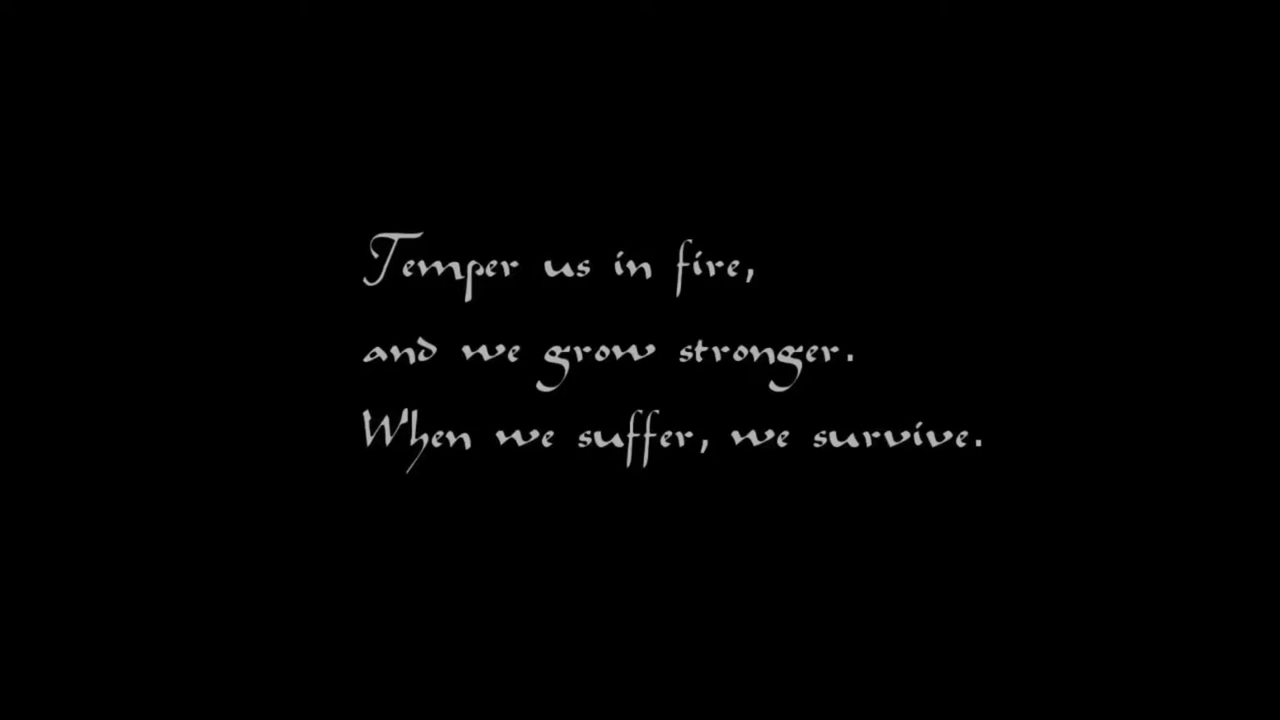 Temper us in fire,
and we grow stronger.
When we suffer, we survive.